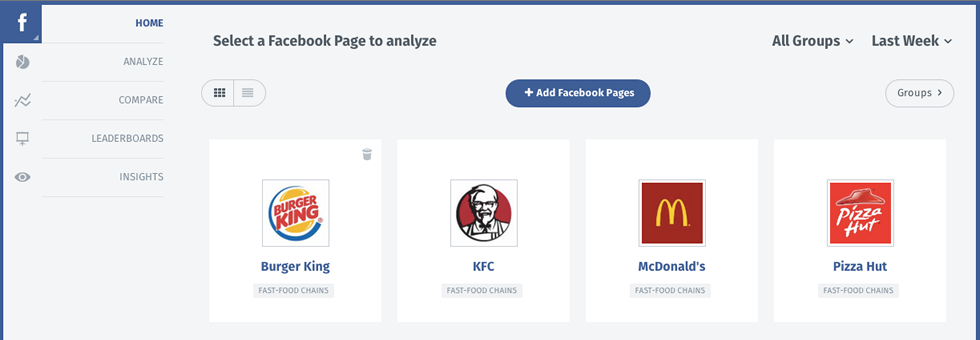 f
HOME
ANALYZE
COMPARE
LEADERBOARDS
INSIGHTS
Select a Facebook Page to analyze
All Groups
Last Week
+ Add Facebook Pages
Groups >
BURGER
KING
Burger King
FAST-FOOD CHAINS
KFC
FAST-FOOD CHAINS
M
McDonald's
FAST-FOOD CHAINS
Pizza
Hut
Pizza Hut
FAST-FOOD CHAINS